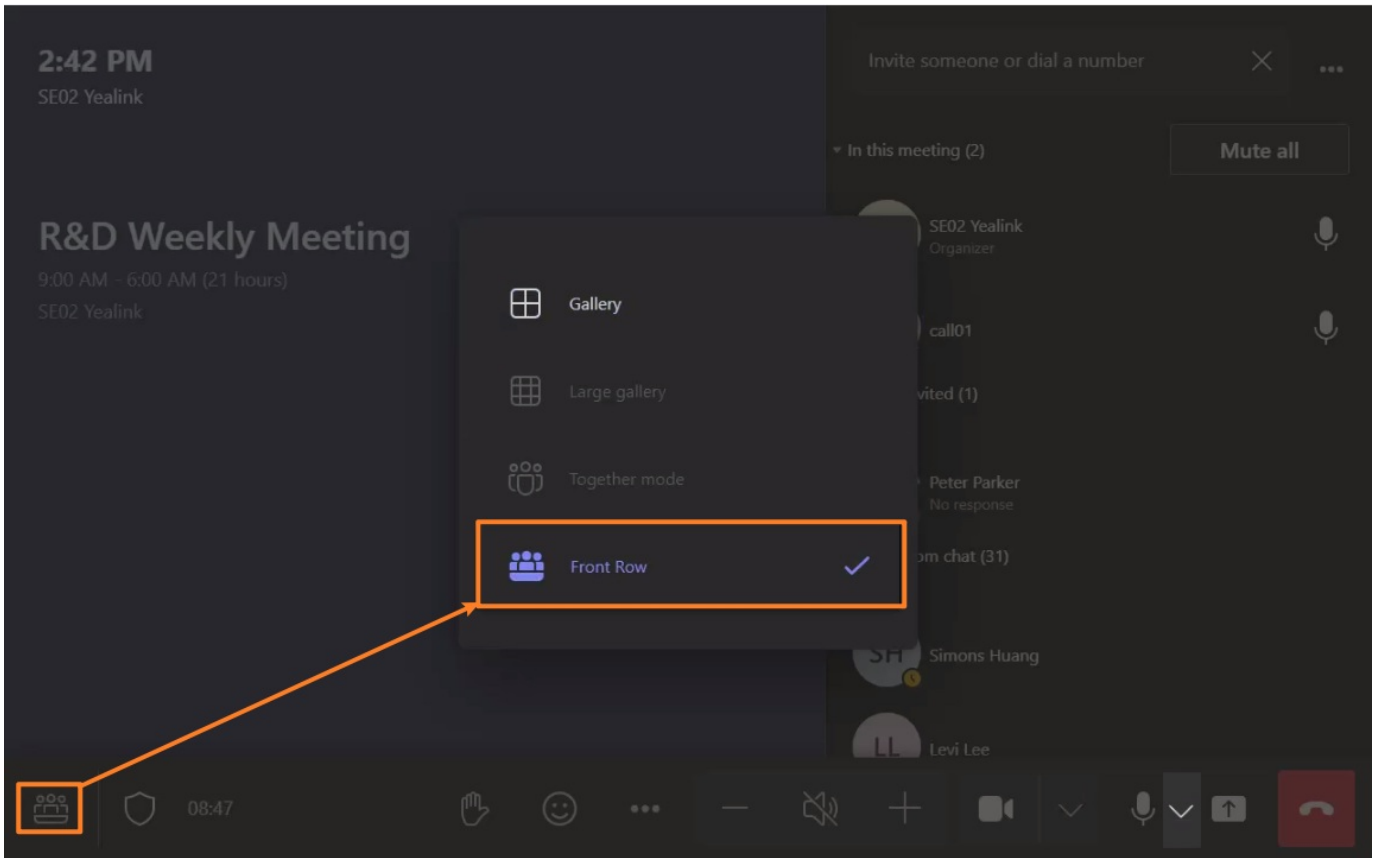 2:42 PM
SE02 Yealink
R&D Weekly Meeting
9:00 AM - 6:00 AM (21 hours)
SE02 Yealink
Gallery
Large gallery
Together mode
Front Row
Invite someone or dial a number
In this meeting (2)
Mute all
SE02 Yealink
Organizer
call01
vited (1)
Peter Parker
No response
om chat (31)
SH
Simons Huang
LL
Levi Lee
08:47